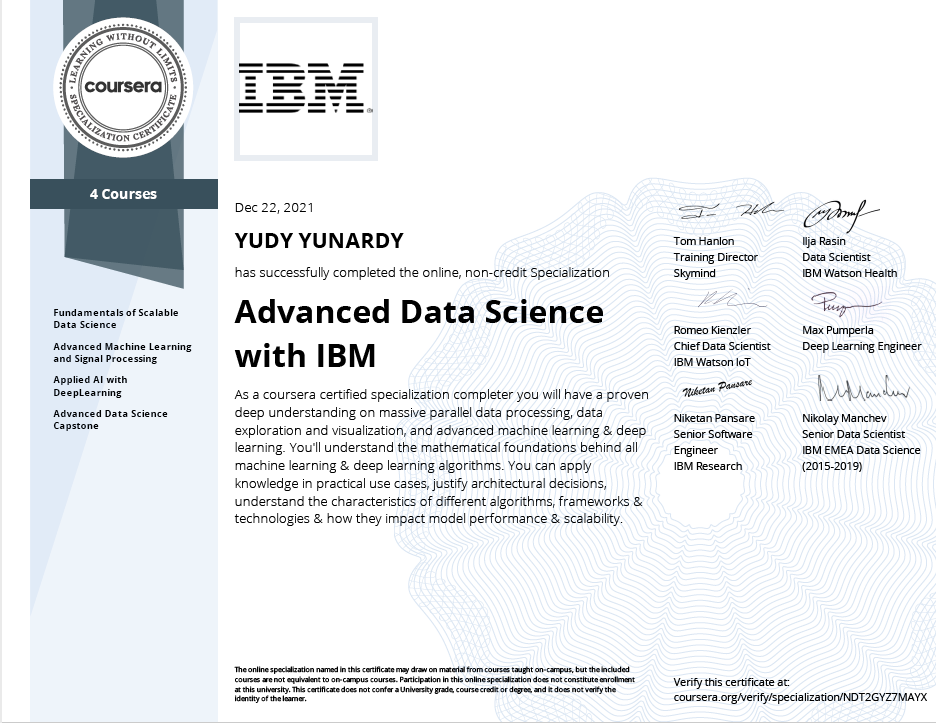 LEARNING WITHOUT LIMITS
coursera
SPECIALIZATION CERTIFICATE
4 Courses
Fundamentals of Scalable
Data Science
Advanced Machine Learning
and Signal Processing
Applied AI with
DeepLearning
Advanced Data Science
Capstone
IBM®
Dec 22, 2021
YUDY YUNARDY
has successfully completed the online, non-credit Specialization
Advanced Data Science
with IBM
As a coursera certified specialization completer you will have a proven
deep understanding on massive parallel data processing, data
exploration and visualization, and advanced machine learning & deep
learning. You'll understand the mathematical foundations behind all
machine learning & deep learning algorithms. You can apply
knowledge in practical use cases, justify architectural decisions,
understand the characteristics of different algorithms, frameworks &
technologies & how they impact model performance & scalability.
Tom Hanlon
Training Director
Skymind
Ilja Rasin
Data Scientist
IBM Watson Health
Romeo Kienzler
Chief Data Scientist
IBM Watson IoT
Max Pumperla
Deep Learning Engineer
Niketan Pansare
Niketan Pansare
Senior Software
Engineer
IBM Research
Nikolay Manchev
Senior Data Scientist
IBM EMEA Data Science
(2015-2019)
The online specialization named in this certificate may draw on material from courses taught on-campus, but the included
courses are not equivalent to on-campus courses. Participation in this online specialization does not constitute enrollment
at this university. This certificate does not confer a University grade, course credit or degree, and it does not verify the
identity of the learner.
Verify this certificate at:
coursera.org/verify/specialization/NDT2GYZ7MAYX